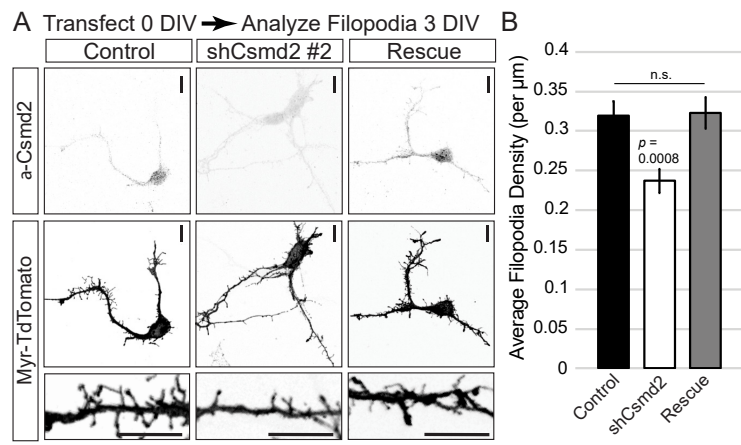 A Transfect 0 DIV → Analyze Filopodia 3 DIV
Control shCsmd2 #2 Rescue
a-Csmd2
Myr-TdTomato
B
Average Filopodia Density (per µm)
0.4
0.35
0.3
0.25
0.2
0.15
0.1
0.05
0
n.s.
p =
0.0008
Control
shCsmd2
Rescue